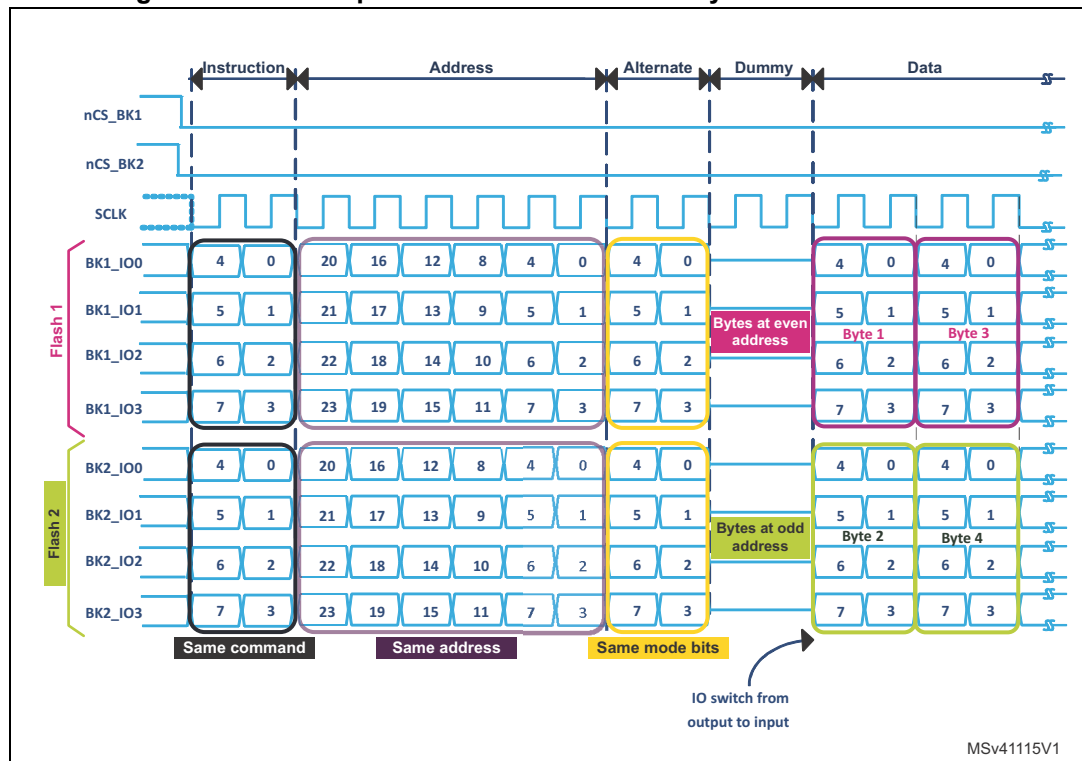 Instruction Address Alternate Dummy Data
nCS_BK1
nCS_BK2
SCLK
BK1_IO0 4 0 20 16 12 8 4 0 4 0 4 0 4 0
BK1_IO1 5 1 21 17 13 9 5 1 5 1 5 1 5 1
Flash 1
Bytes at even
address
Byte 1 Byte 3
BK1_IO2 6 2 22 18 14 10 6 2 6 2 6 2 6 2
BK1_IO3 7 3 23 19 15 11 7 3 7 3 7 3 7 3
BK2_IO0 4 0 20 16 12 8 4 0 4 0 4 0 4 0
BK2_IO1 5 1 21 17 13 9 5 1 5 1 5 1 5 1
Flash 2
Bytes at odd
address
Byte 2 Byte 4
BK2_IO2 6 2 22 18 14 10 6 2 6 2 6 2 6 2
BK2_IO3 7 3 23 19 15 11 7 3 7 3 7 3 7 3
Same command Same address Same mode bits
IO switch from
output to input
MSv41115V1